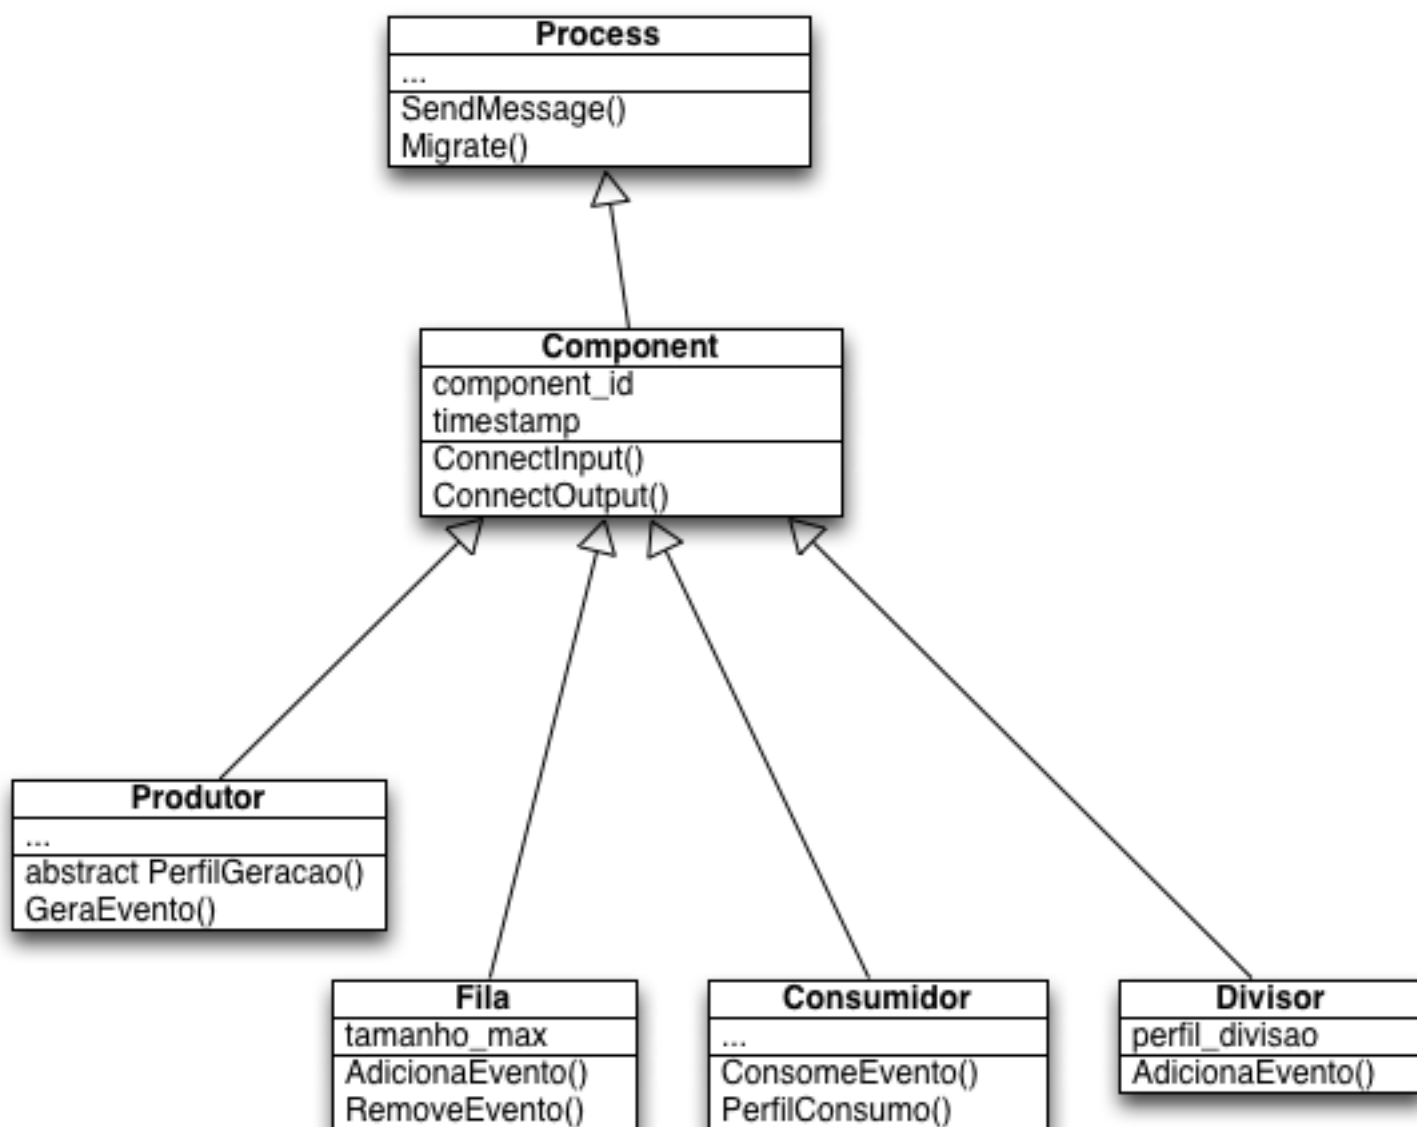 Process
...
SendMessage()
Migrate()
Component
component_id
timestamp
ConnectInput()
ConnectOutput()
Produtor
...
abstract PerfilGeracao()
GeraEvento()
Fila
tamanho_max
AdicionaEvento()
RemoveEvento()
Consumidor
...
ConsomeEvento()
PerfilConsumo()
Divisor
perfil_divisao
AdicionaEvento()